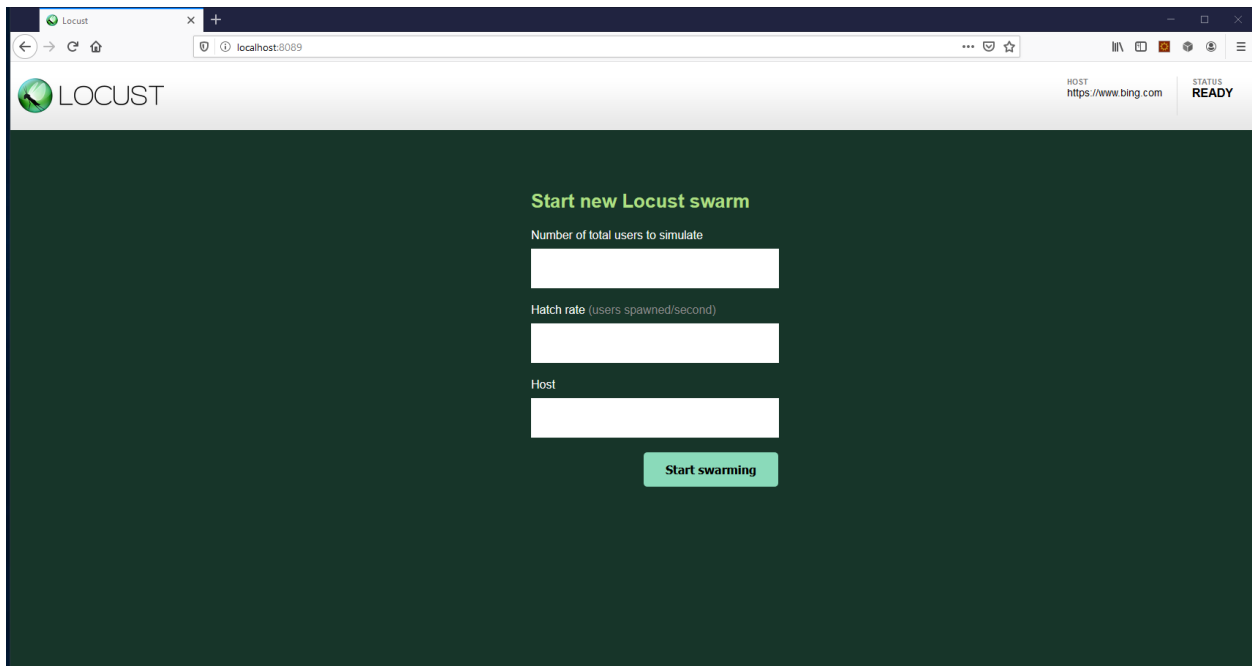 Locust
localhost:8089
LOCUST
HOST
https://www.bing.com
STATUS
READY
Start new Locust swarm
Number of total users to simulate
Hatch rate (users spawned/second)
Host
Start swarming